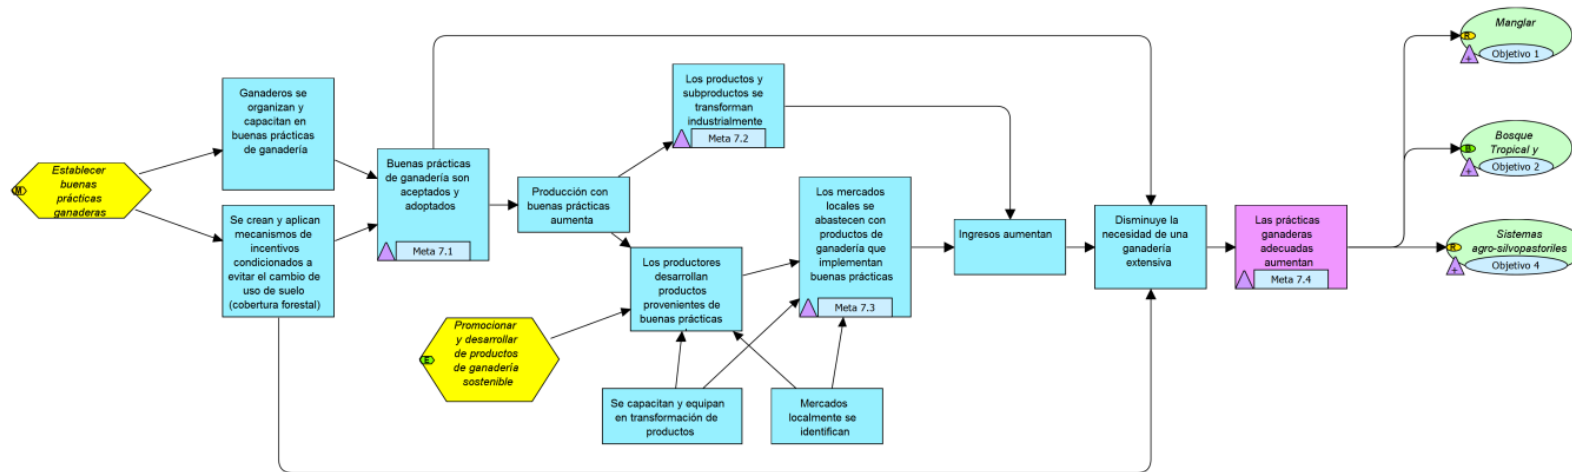 Establecer
buenas
prácticas
ganaderas
M
Ganaderos se
organizan y
capacitan en
buenas prácticas
de ganadería
Se crean y aplican
mecanismos de
incentivos
condicionados a
evitar el cambio de
uso de suelo
(cobertura forestal)
Buenas prácticas
de ganadería son
aceptados y
adoptados
Meta 7.1
Producción con
buenas prácticas
aumenta
Los productos y
subproductos se
transforman
industrialmente
Meta 7.2
Los productores
desarrollan
productos
provenientes de
buenas prácticas
Promocionar
y desarrollar
de productos
de ganadería
sostenible
E
Se capacitan y equipan
en transformación de
productos
Mercados
localmente se
identifican
Los mercados
locales se
abastecen con
productos de
ganadería que
implementan
buenas prácticas
Meta 7.3
Ingresos aumentan
Disminuye la
necesidad de una
ganadería
extensiva
Las prácticas
ganaderas
adecuadas
aumentan
Meta 7.4
Manglar
R
Objetivo 1
Bosque
Tropical y
B
Objetivo 2
Sistemas
agro-silvopastoriles
R
Objetivo 4